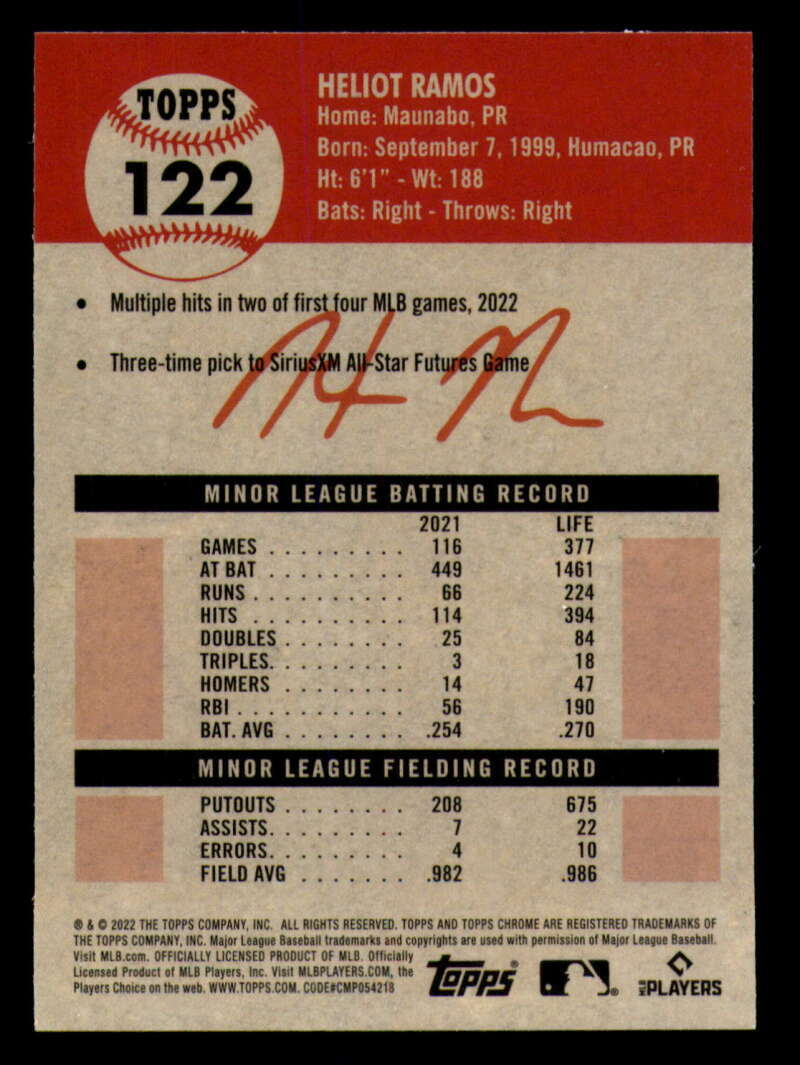 TOPPS
122
HELIOT RAMOS
Home: Maunabo, PR
Born: September 7, 1999, Humacao, PR
Ht: 6'1" - Wt: 188
Bats: Right - Throws: Right
• Multiple hits in two of first four MLB games, 2022
• Three-time pick to SiriusXM All-Star Futures Game
MINOR LEAGUE BATTING RECORD
2021 LIFE
GAMES . . . . . . . . . 116 377
AT BAT . . . . . . . . . 449 1461
RUNS . . . . . . . . . . 66 224
HITS . . . . . . . . . . 114 394
DOUBLES . . . . . . . . 25 84
TRIPLES. . . . . . . . . 3 18
HOMERS . . . . . . . . 14 47
RBI . . . . . . . . . . . 56 190
BAT. AVG . . . . . . . . .254 .270
MINOR LEAGUE FIELDING RECORD
PUTOUTS . . . . . . . . 208 675
ASSISTS. . . . . . . . . 7 22
ERRORS. . . . . . . . . 4 10
FIELD AVG . . . . . . . .982 .986
® & © 2022 THE TOPPS COMPANY, INC. ALL RIGHTS RESERVED. TOPPS AND TOPPS CHROME ARE REGISTERED TRADEMARKS OF
THE TOPPS COMPANY, INC. Major League Baseball trademarks and copyrights are used with permission of Major League Baseball.
Visit MLB.com. OFFICIALLY LICENSED PRODUCT OF MLB. Officially
Licensed Product of MLB Players, Inc. Visit MLBPLAYERS.COM, the
Players Choice on the web. WWW.TOPPS.COM. CODE#CMP054218
topps® ® MLB PLAYERS